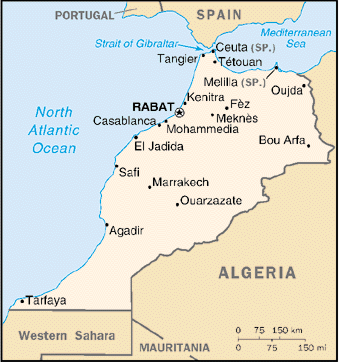 PORTUGAL
SPAIN
Strait of Gibraltar
Mediterranean
Sea
Ceuta (SP.)
Tangier
Tétouan
Melilla (SP.)
Oujda
Kenitra
RABAT
Fèz
Casablanca
Meknès
Mohammedia
North
Atlantic
Ocean
El Jadida
Bou Arfa
Safi
Marrakech
Ouarzazate
Agadir
ALGERIA
Tarfaya
Western Sahara
MAURITANIA
0 75 150 km
0 75 150 mi